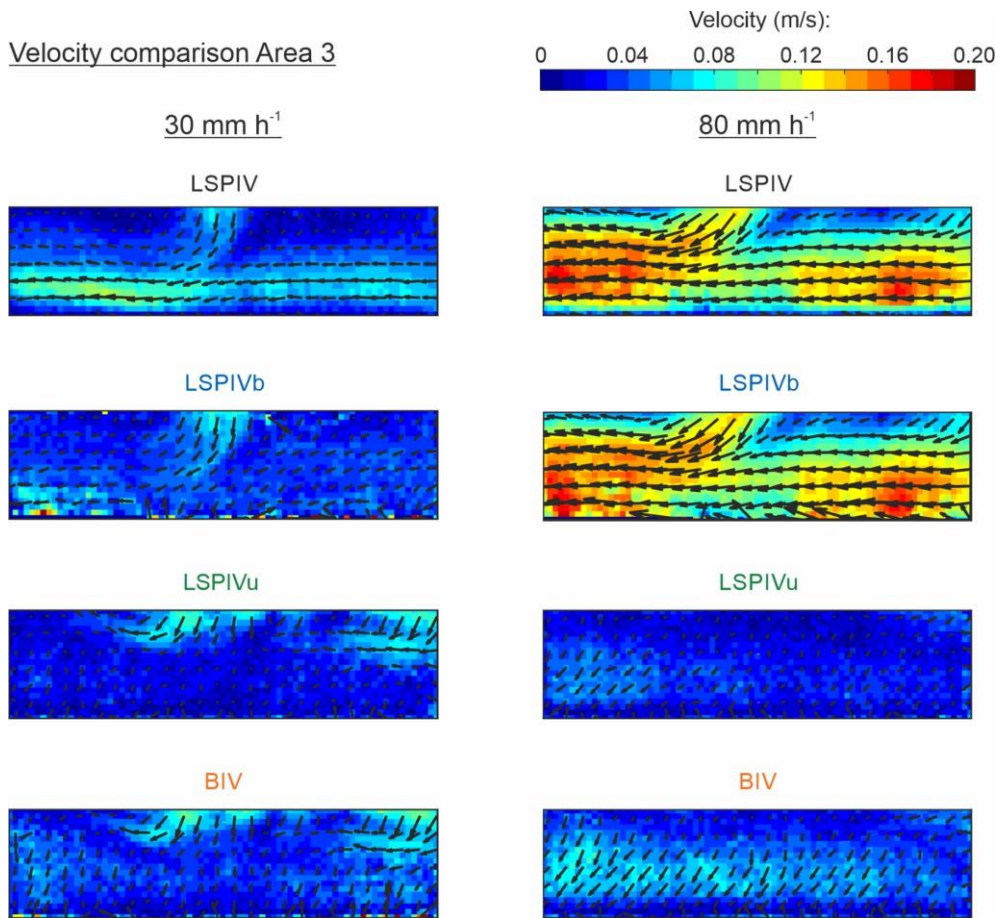 Velocity (m/s):
Velocity comparison Area 3
0 0.04 0.08 0.12 0.16 0.20
30 mm h⁻¹ 80 mm h⁻¹
LSPIV LSPIV
LSPIVb LSPIVb
LSPIVu LSPIVu
BIV BIV